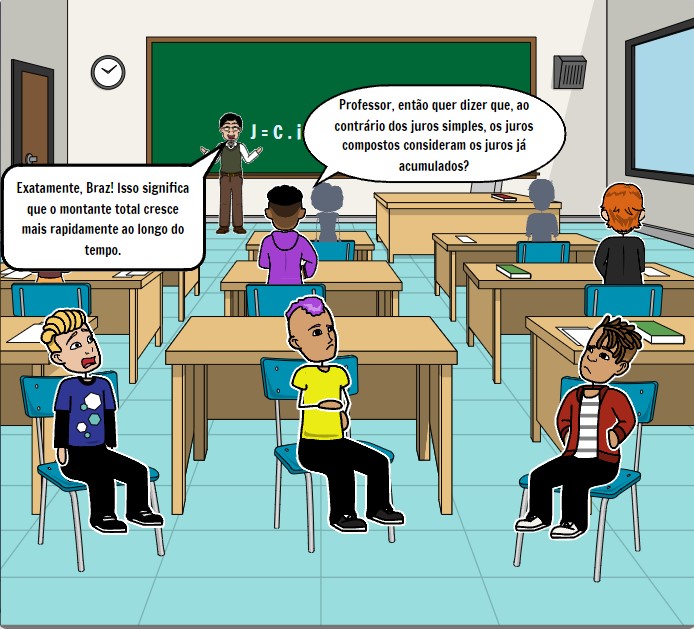 J = C . i
Professor, então quer dizer que, ao
contrário dos juros simples, os juros
compostos consideram os juros já
acumulados?
Exatamente, Braz! Isso significa
que o montante total cresce
mais rapidamente ao longo do
tempo.